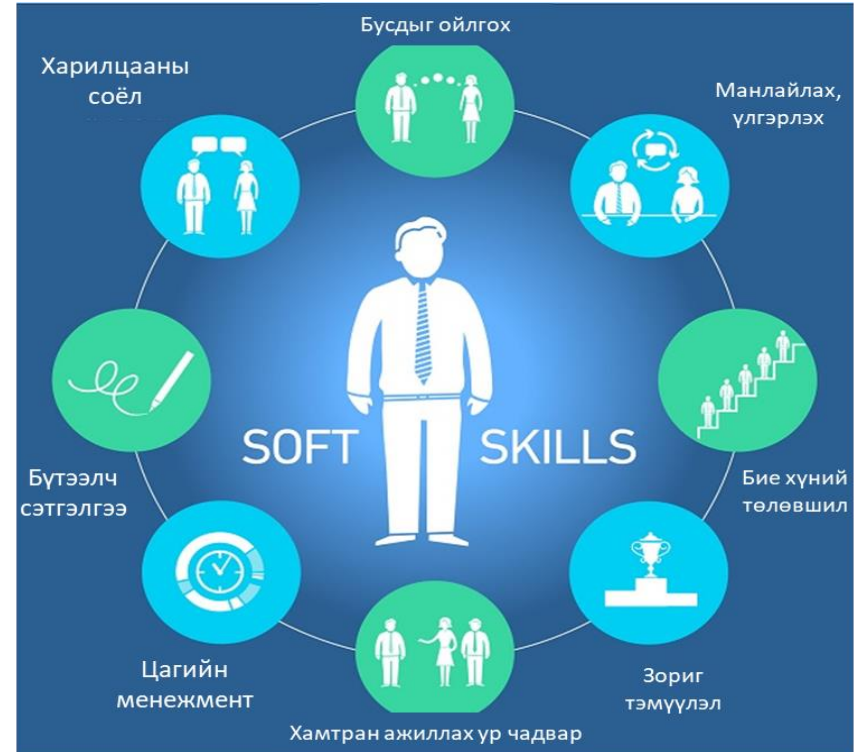 Бусдыг ойлгох
Харилцааны
соёл
Манлайлах,
үлгэрлэх
SOFT SKILLS
Бүтээлч
сэтгэлгээ
Бие хүний
төлөвшил
Цагийн
менежмент
Зориг
тэмүүлэл
Хамтран ажиллах ур чадвар